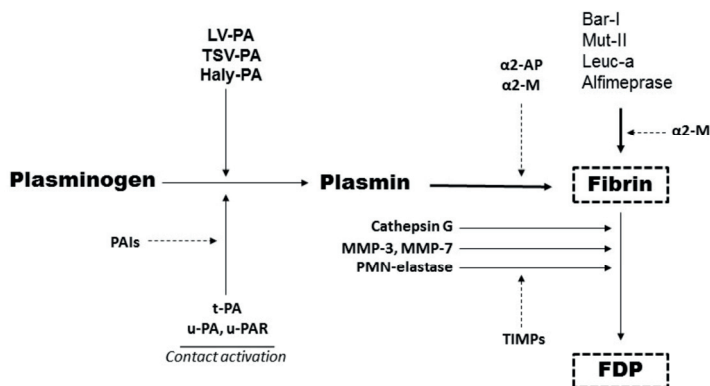 LV-PA
TSV-PA
Haly-PA
α2-AP
α2-M
Bar-I
Mut-II
Leuc-a
Alfimeprase
α2-M
Plasminogen
Plasmin
Fibrin
PAIs
Cathepsin G
MMP-3, MMP-7
PMN-elastase
t-PA
u-PA, u-PAR
Contact activation
TIMPs
FDP